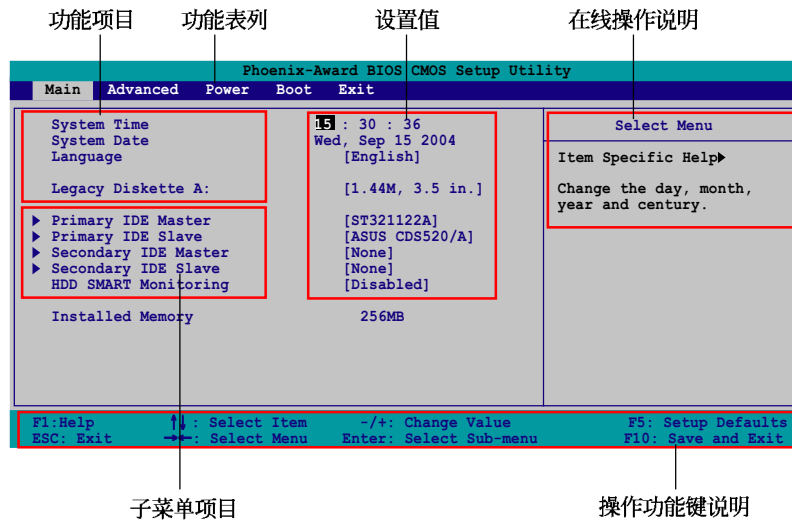 功能项目 功能表列 设置值 在线操作说明
Phoenix-Award BIOS CMOS Setup Utility
Main Advanced Power Boot Exit
System Time 15 : 30 : 36
System Date Wed, Sep 15 2004
Language [English]
Legacy Diskette A: [1.44M, 3.5 in.]
Primary IDE Master [ST321122A]
Primary IDE Slave [ASUS CDS520/A]
Secondary IDE Master [None]
Secondary IDE Slave [None]
HDD SMART Monitoring [Disabled]
Installed Memory 256MB
Select Menu
Item Specific Help
Change the day, month,
year and century.
F1:Help ↑↓: Select Item -/+: Change Value F5: Setup Defaults
ESC: Exit →←: Select Menu Enter: Select Sub-menu F10: Save and Exit
子菜单项目 操作功能键说明